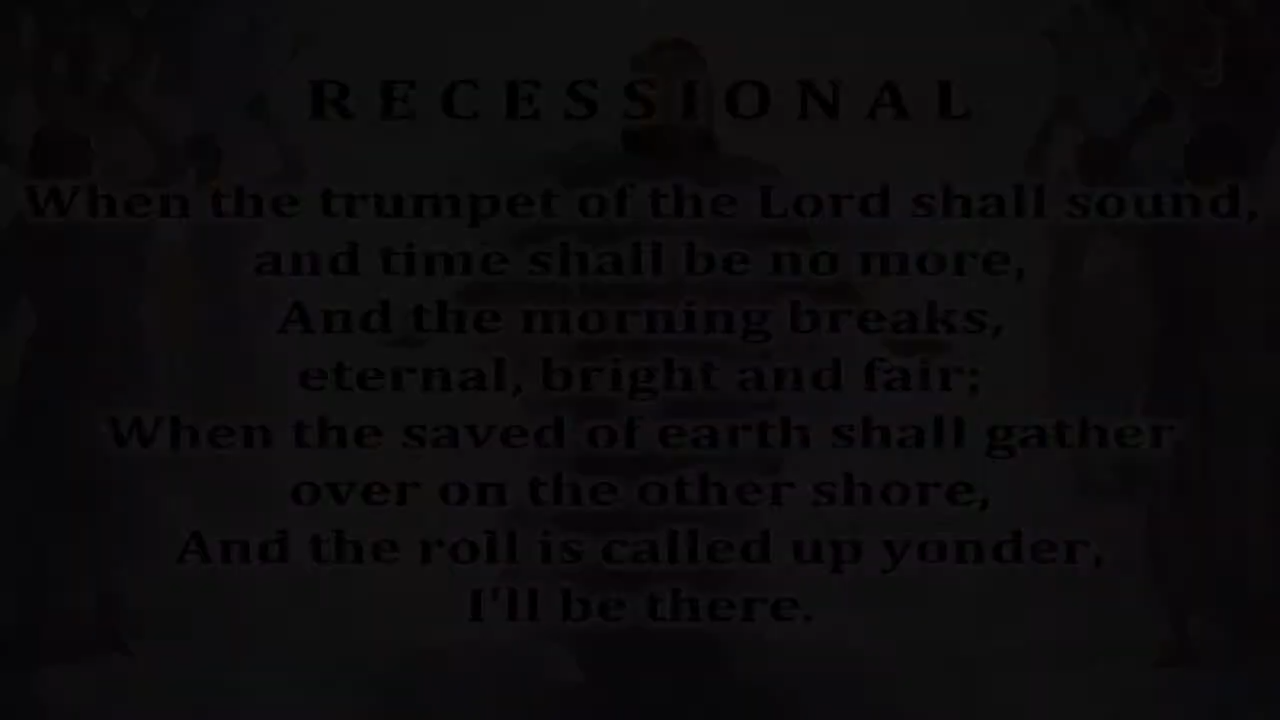 RECESSIONAL
When the trumpet of the Lord shall sound,
and time shall be no more,
And the morning breaks,
eternal, bright and fair;
When the saved of earth shall gather
over on the other shore,
And the roll is called up yonder,
I'll be there.